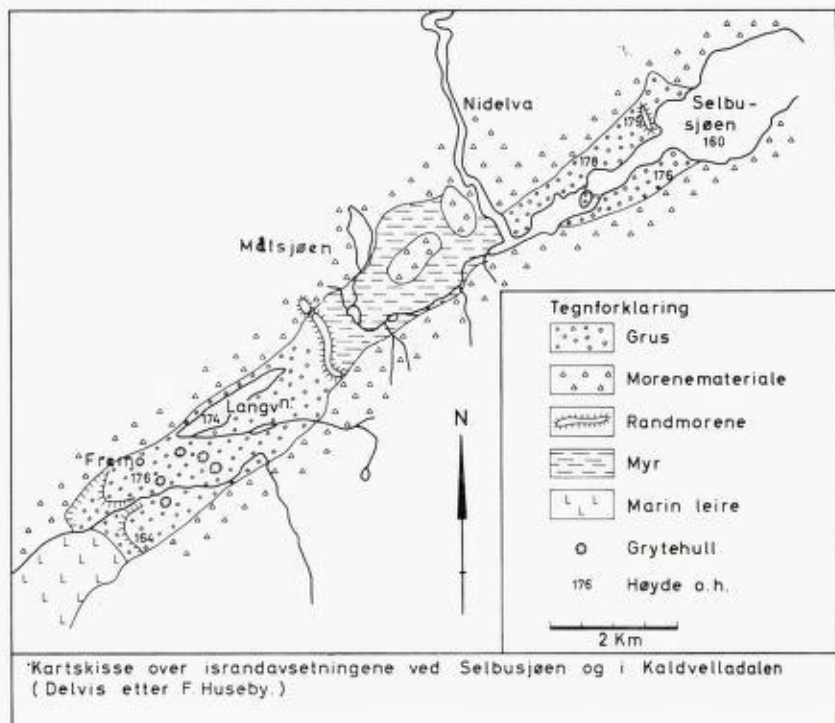 Nidelva
Selbu-
sjøen
160
175
178
176
Målsjøen
Langvn.
174
Fremo
176
164
N
Tegnforklaring
Grus
Morenemateriale
Randmorene
Myr
L L L Marin leire
L L
Grytehull
176 Høyde o.h.
2 Km
L L
L L L
L L
L
Kartskisse over israndavsetningene ved Selbusjøen og i Kaldvelladalen
(Delvis etter F. Huseby.)